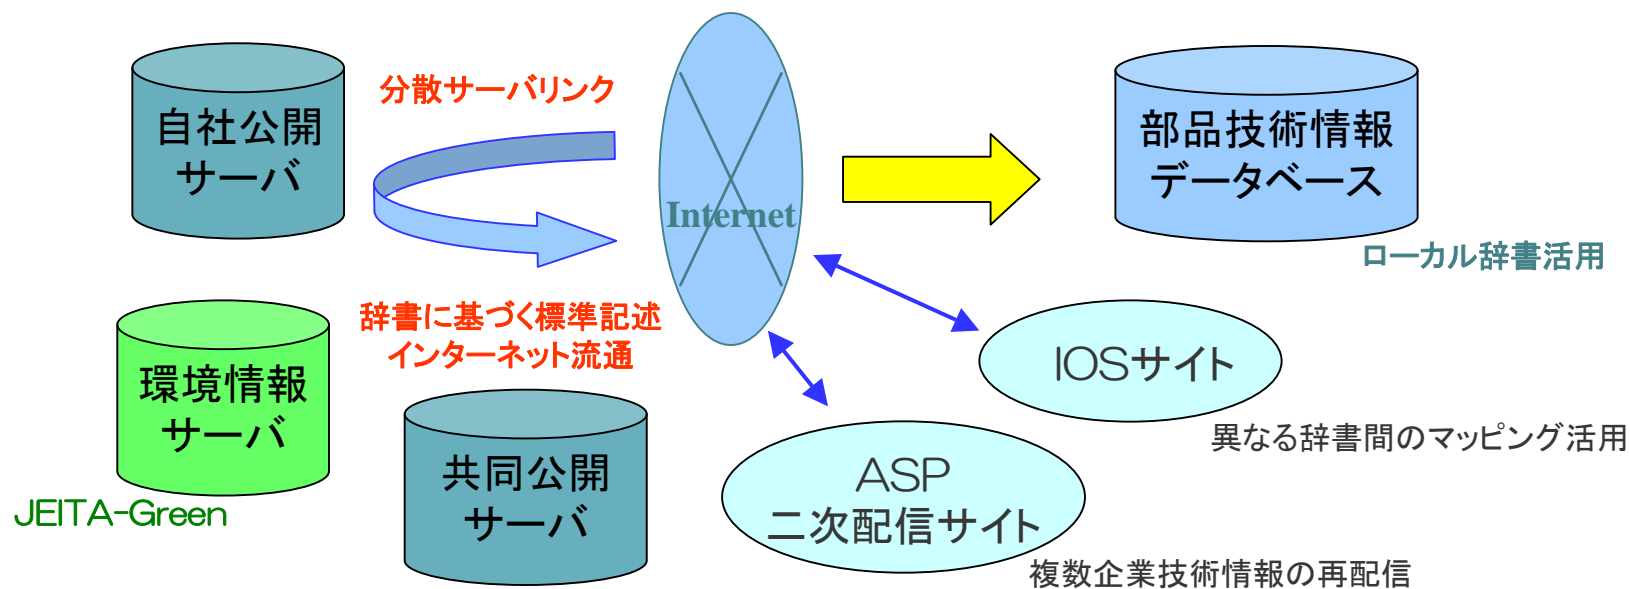 自社公開
サーバ
分散サーバリンク
Internet
部品技術情報
データベース
ローカル辞書活用
辞書に基づく標準記述
インターネット流通
環境情報
サーバ
JEITA-Green
共同公開
サーバ
IOSサイト
異なる辞書間のマッピング活用
ASP
二次配信サイト
複数企業技術情報の再配信